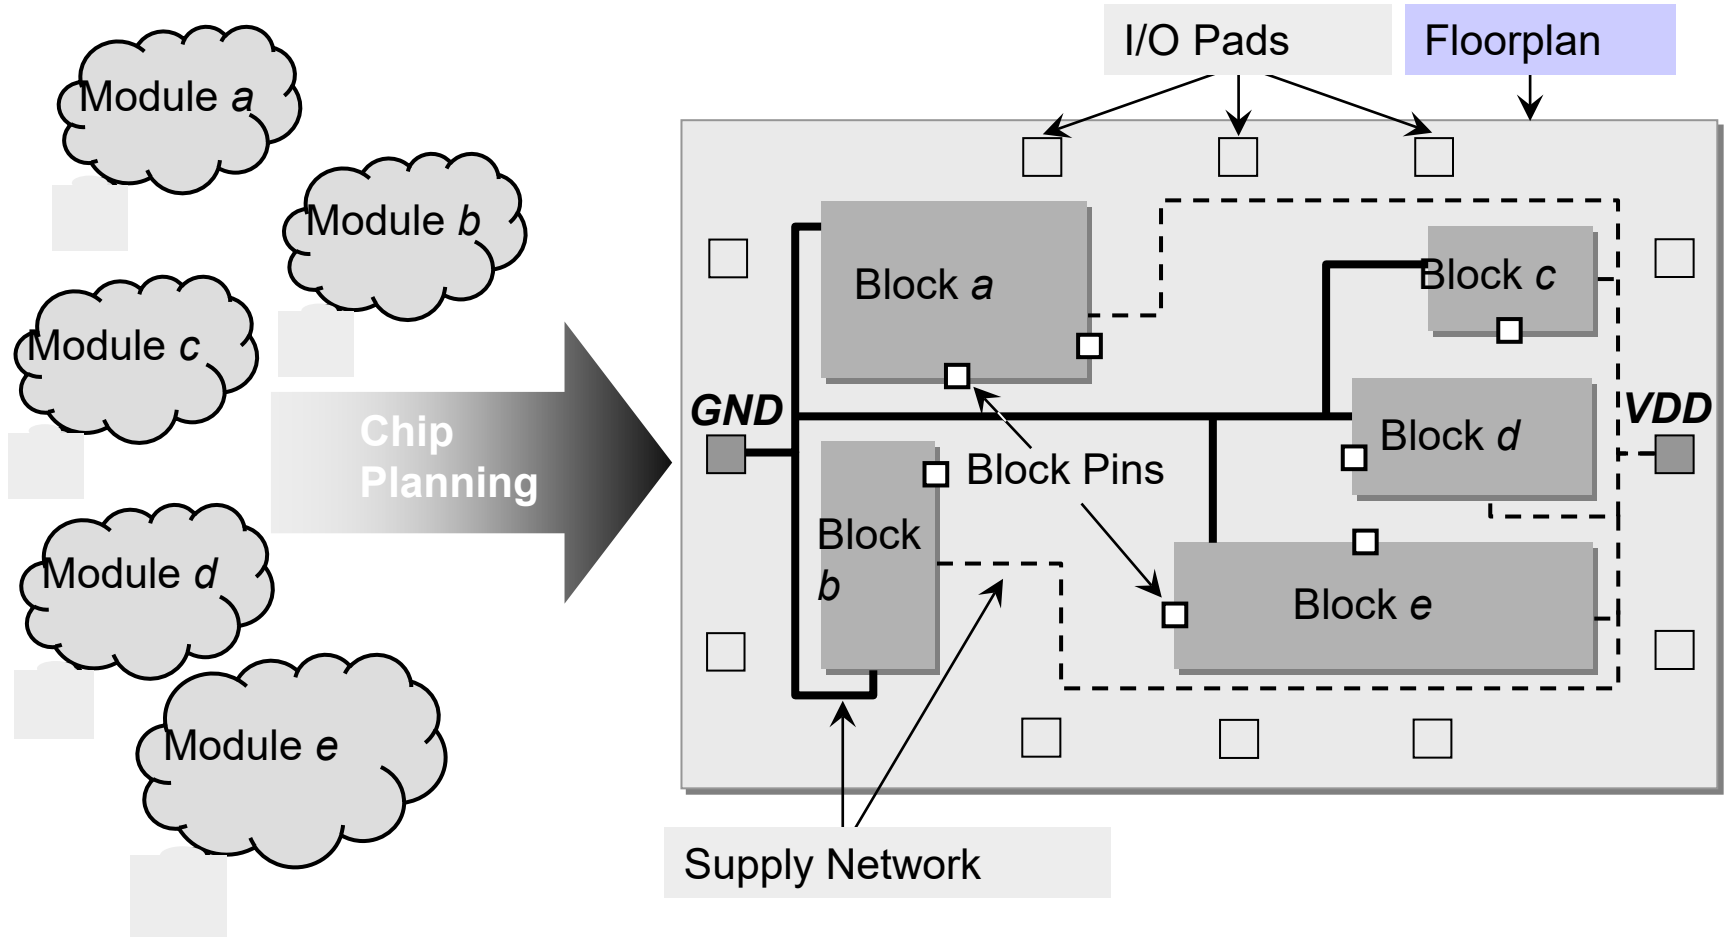 I/O Pads
Floorplan
Module a
Module b
Module c
Module d
Module e
Chip
Planning
GND
VDD
Block a
Block c
Block d
Block Pins
Block
b
Block e
Supply Network